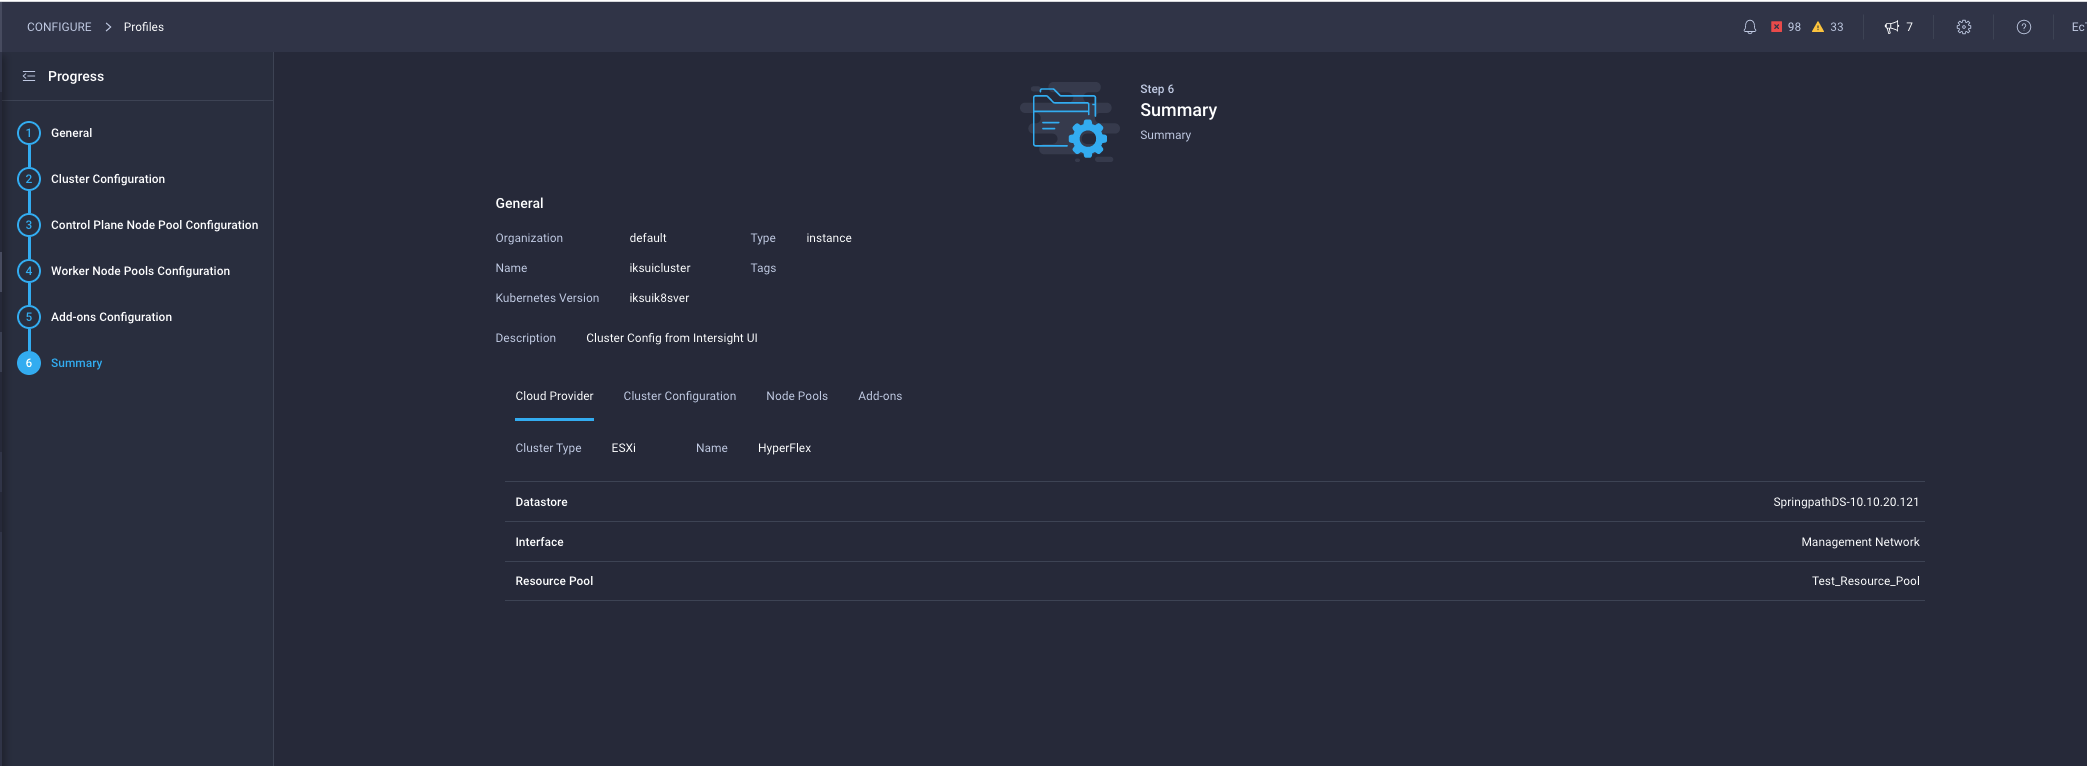 CONFIGURE > Profiles
98 33 7 Ec
Progress
1 General
2 Cluster Configuration
3 Control Plane Node Pool Configuration
4 Worker Node Pools Configuration
5 Add-ons Configuration
6 Summary
Step 6
Summary
Summary
General
Organization default Type instance
Name iksuicluster Tags
Kubernetes Version iksuik8sver
Description Cluster Config from Intersight UI
Cloud Provider Cluster Configuration Node Pools Add-ons
Cluster Type ESXi Name HyperFlex
Datastore SpringpathDS-10.10.20.121
Interface Management Network
Resource Pool Test_Resource_Pool